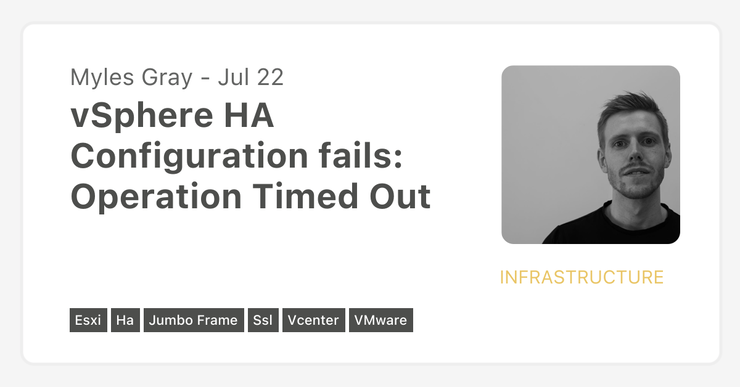 Myles Gray - Jul 22
vSphere HA
Configuration fails:
Operation Timed Out
INFRASTRUCTURE
Esxi Ha Jumbo Frame Ssl Vcenter VMware